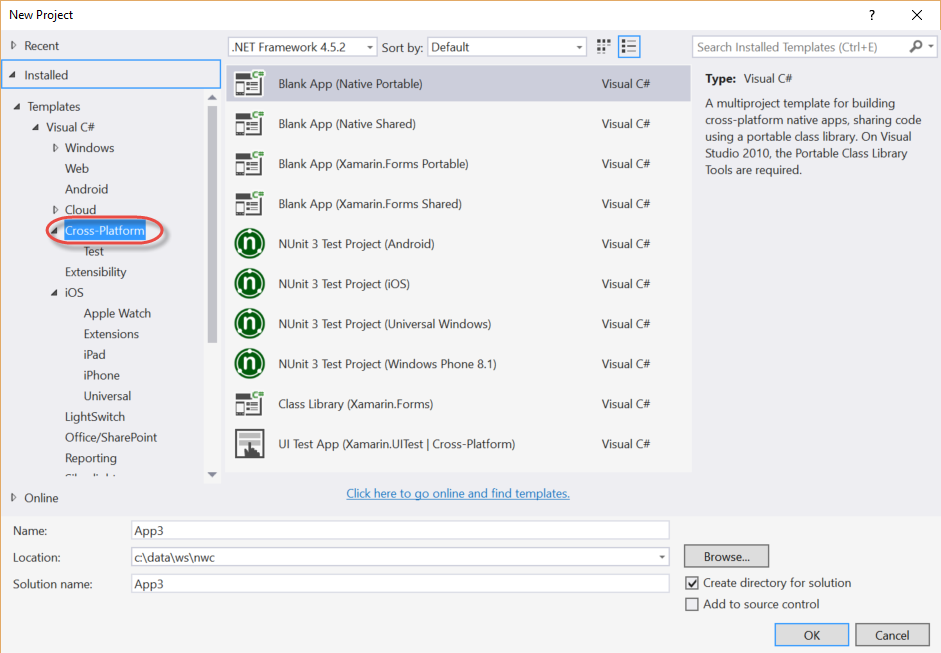 New Project
?
Recent
.NET Framework 4.5.2
Sort by:
Default
Search Installed Templates (Ctrl+E)
Installed
Templates
Visual C#
Windows
Web
Android
Cloud
Cross-Platform
Test
Extensibility
iOS
Apple Watch
Extensions
iPad
iPhone
Universal
LightSwitch
Office/SharePoint
Reporting
Online
Blank App (Native Portable) Visual C#
Blank App (Native Shared) Visual C#
Blank App (Xamarin.Forms Portable) Visual C#
Blank App (Xamarin.Forms Shared) Visual C#
NUnit 3 Test Project (Android) Visual C#
NUnit 3 Test Project (iOS) Visual C#
NUnit 3 Test Project (Universal Windows) Visual C#
NUnit 3 Test Project (Windows Phone 8.1) Visual C#
Class Library (Xamarin.Forms) Visual C#
UI Test App (Xamarin.UITest | Cross-Platform) Visual C#
Click here to go online and find templates.
Type: Visual C#
A multiproject template for building
cross-platform native apps, sharing code
using a portable class library. On Visual
Studio 2010, the Portable Class Library
Tools are required.
Name: App3
Location: c:\data\ws\nwc
Browse...
Solution name: App3
Create directory for solution
Add to source control
OK
Cancel